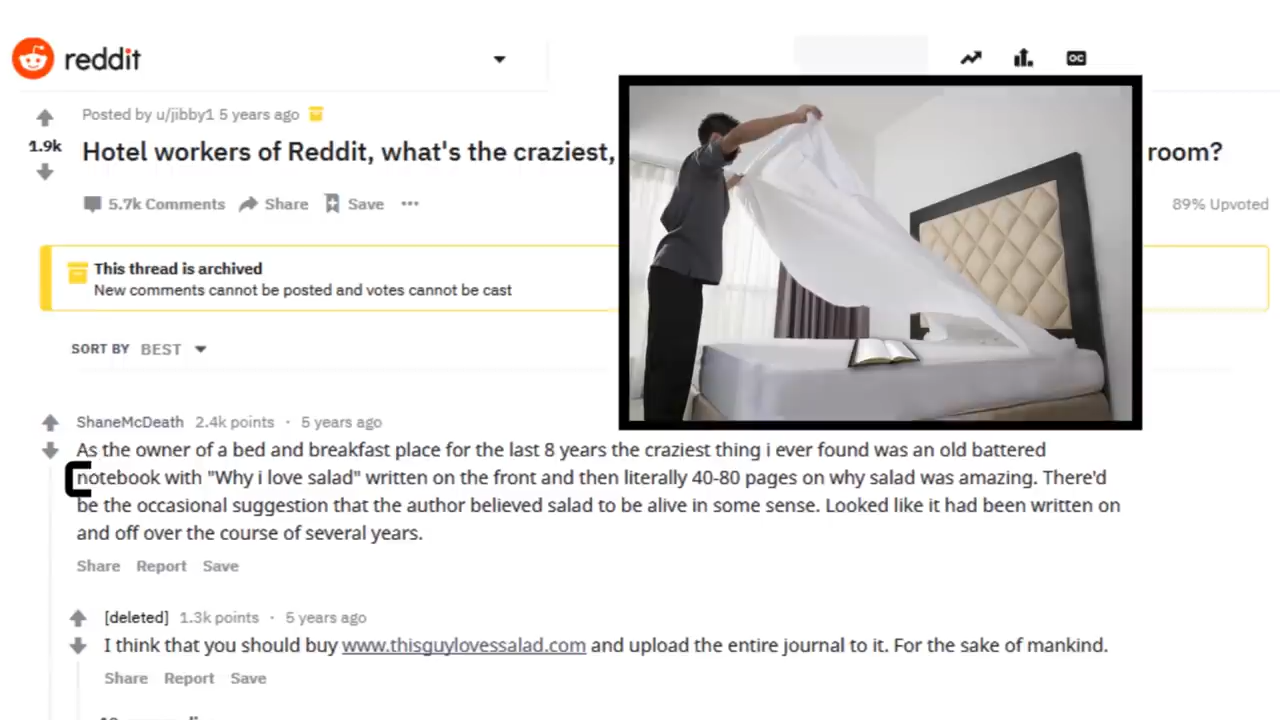 reddit
Posted by u/jibby1 5 years ago
1.9k
Hotel workers of Reddit, what's the craziest, room?
5.7k Comments Share Save
89% Upvoted
This thread is archived
New comments cannot be posted and votes cannot be cast
SORT BY BEST
ShaneMcDeath 2.4k points · 5 years ago
As the owner of a bed and breakfast place for the last 8 years the craziest thing i ever found was an old battered
notebook with "Why i love salad" written on the front and then literally 40-80 pages on why salad was amazing. There'd
be the occasional suggestion that the author believed salad to be alive in some sense. Looked like it had been written on
and off over the course of several years.
Share Report Save
[deleted] 1.3k points · 5 years ago
I think that you should buy www.thisguylovessalad.com and upload the entire journal to it. For the sake of mankind.
Share Report Save